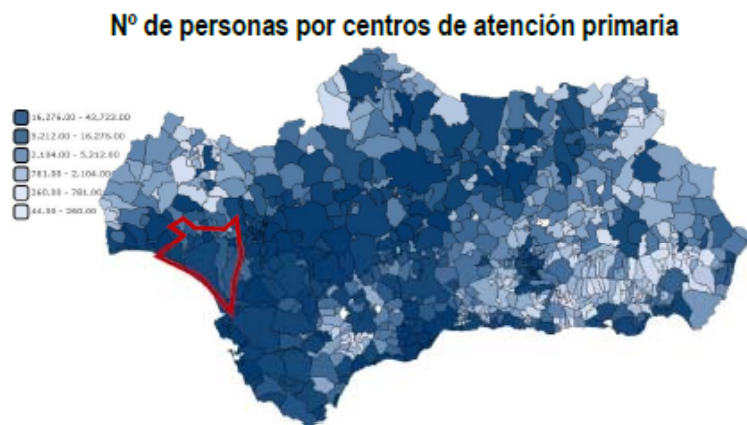 Nº de personas por centros de atención primaria
16,276.00 - 43,723.00
5,212.00 - 16,276.00
2,104.00 - 5,212.00
781.00 - 2,104.00
260.00 - 781.00
44.00 - 260.00